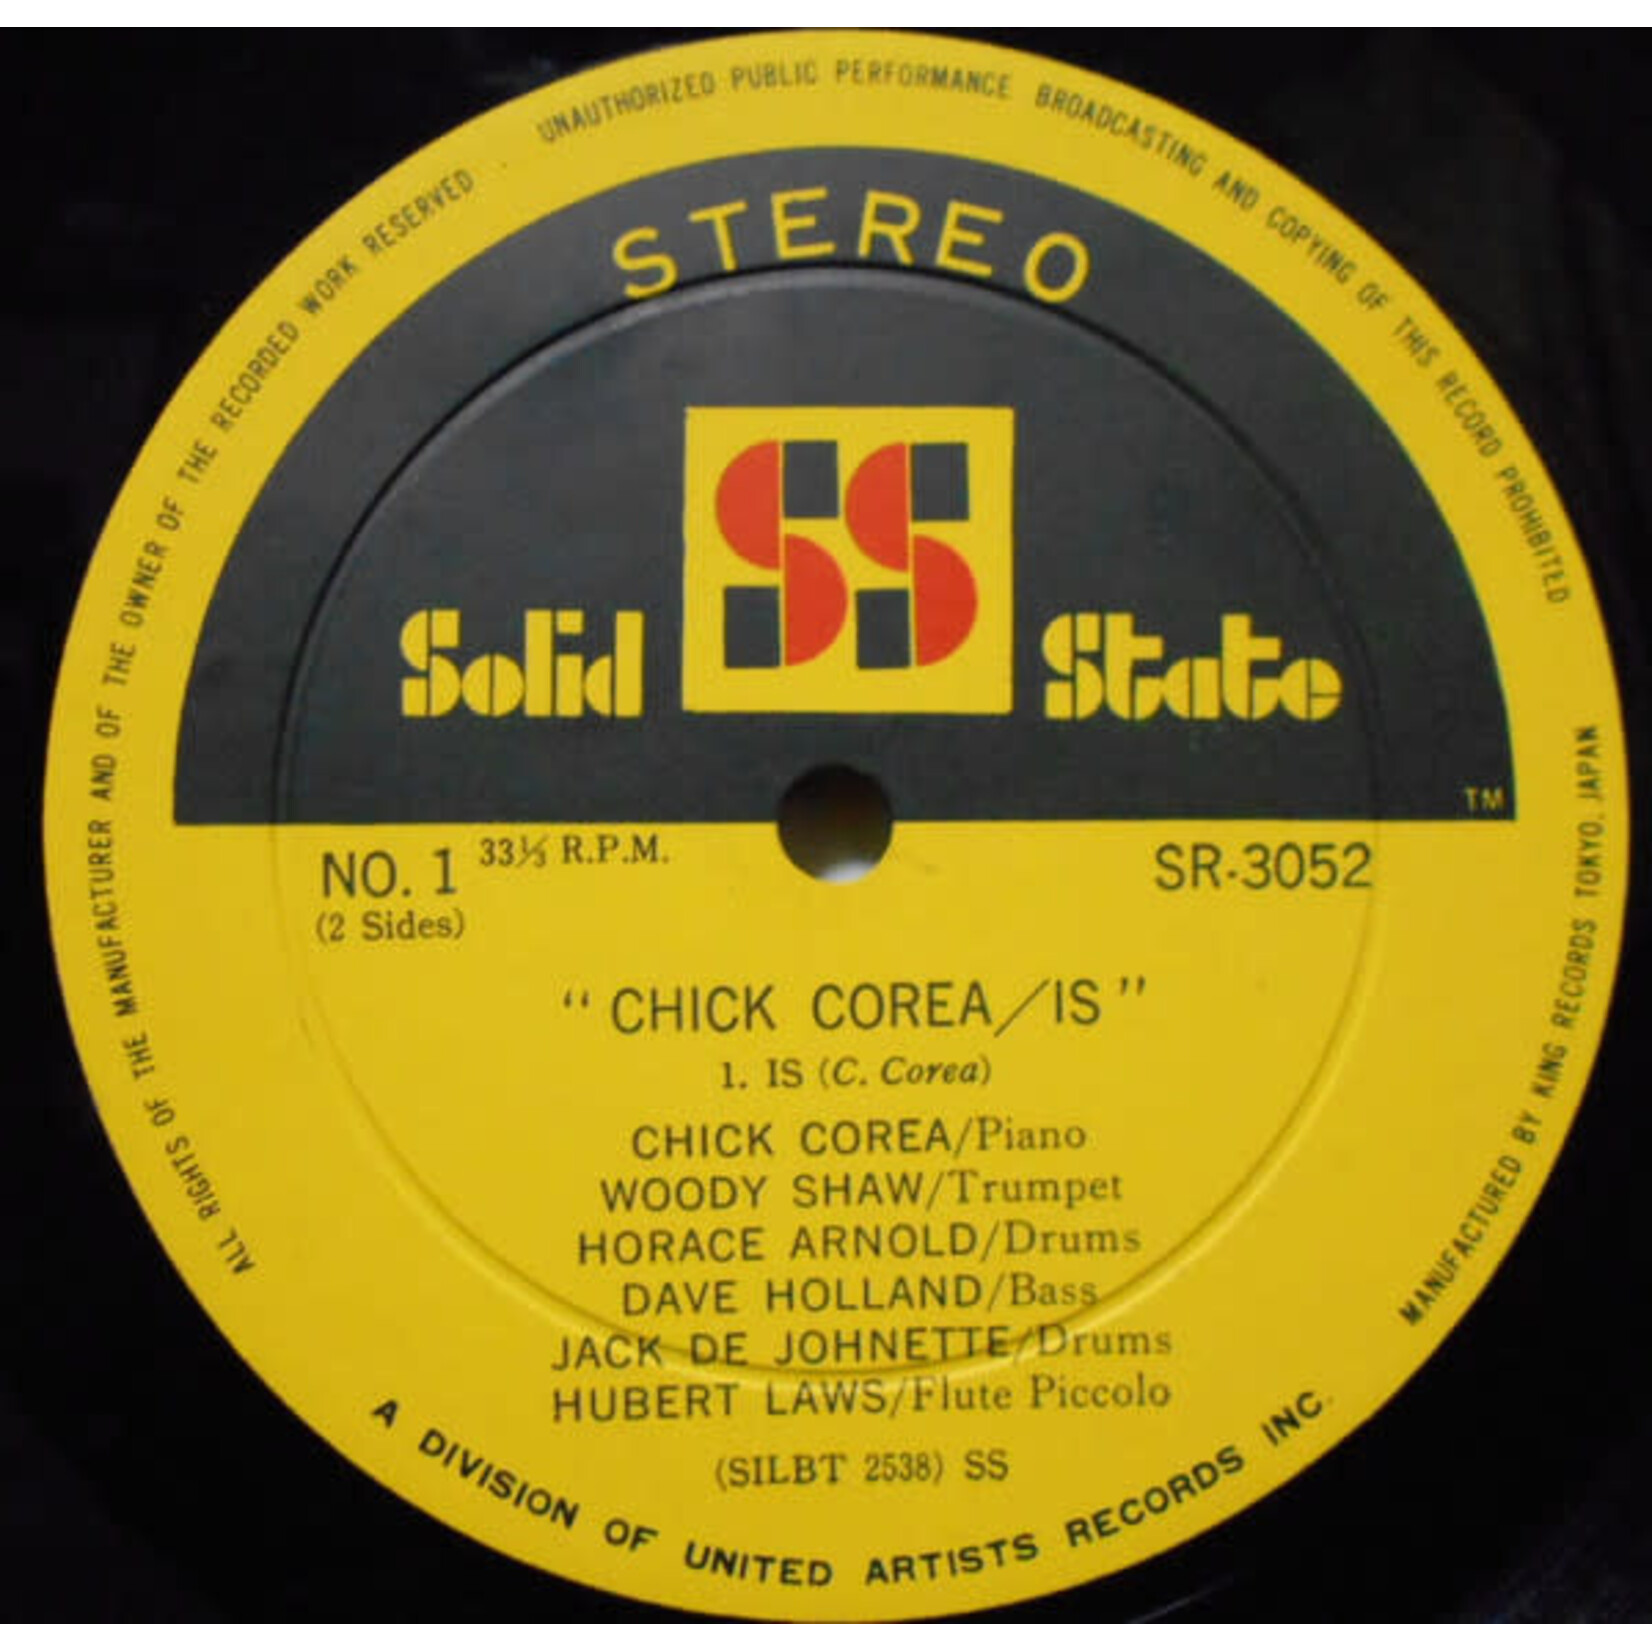 ALL RIGHTS OF THE MANUFACTURER AND OF THE OWNER OF THE RECORDED WORK RESERVED
UNAUTHORIZED PUBLIC PERFORMANCE BROADCASTING AND COPYING OF THIS RECORD PROHIBITED
STEREO
SS
Solid State
TM
NO. 1 33⅓ R.P.M.
(2 Sides)
SR-3052
“CHICK COREA/IS”
1. IS (C. Corea)
CHICK COREA/Piano
WOODY SHAW/Trumpet
HORACE ARNOLD/Drums
DAVE HOLLAND/Bass
JACK DE JOHNETTE/Drums
HUBERT LAWS/Flute Piccolo
(SILBT 2538) SS
A DIVISION OF UNITED ARTISTS RECORDS INC.
MANUFACTURED BY KING RECORDS TOKYO, JAPAN